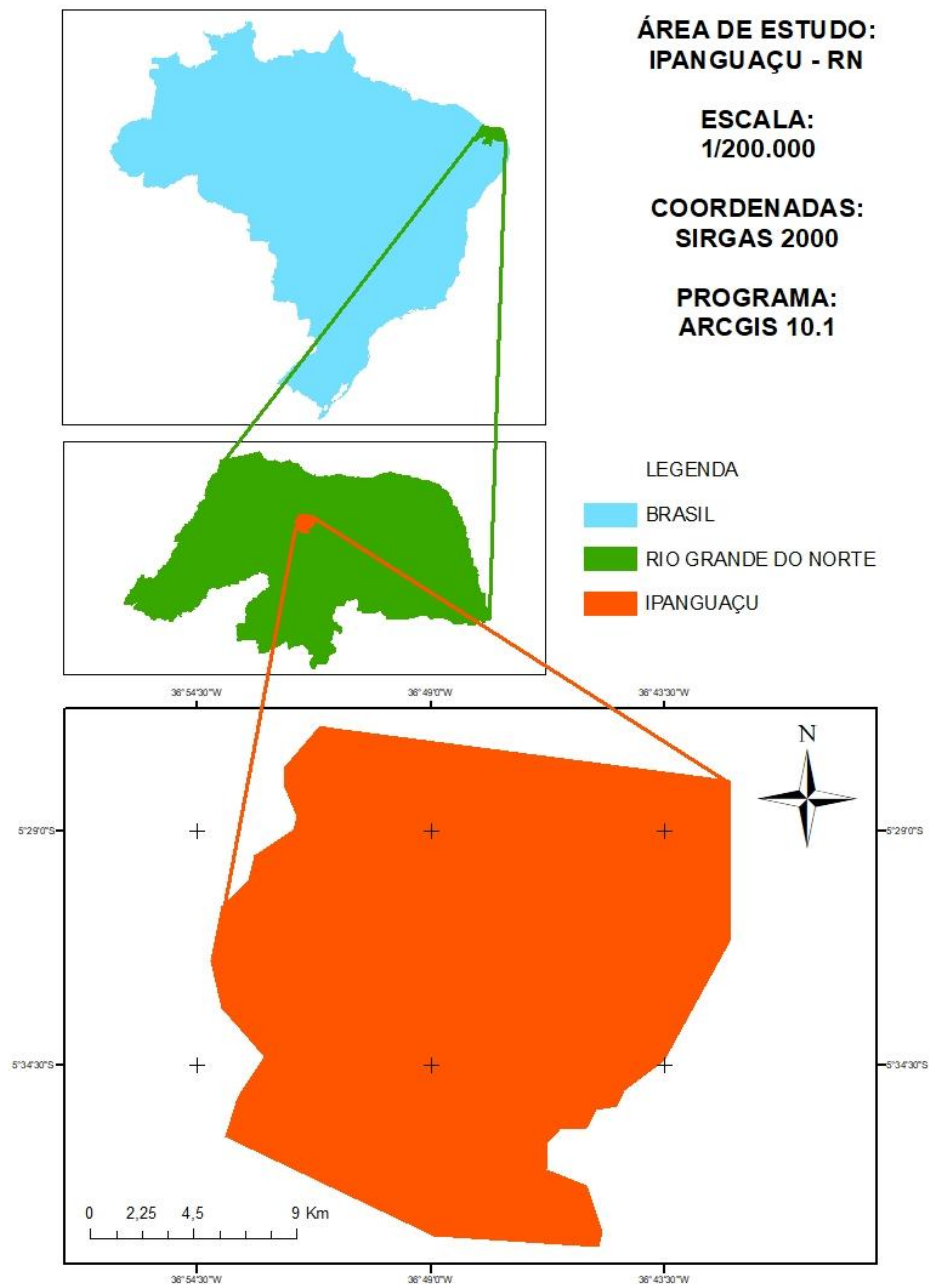 ÁREA DE ESTUDO:
IPANGUAÇU - RN
ESCALA:
1/200.000
COORDENADAS:
SIRGAS 2000
PROGRAMA:
ARCGIS 10.1
LEGENDA
BRASIL
RIO GRANDE DO NORTE
IPANGUAÇU
36°54'30"W 36°49'0"W 36°43'30"W
N
5°29'0"S 5°29'0"S
5°34'30"S 5°34'30"S
0 2,25 4,5 9 Km
36°54'30"W 36°49'0"W 36°43'30"W